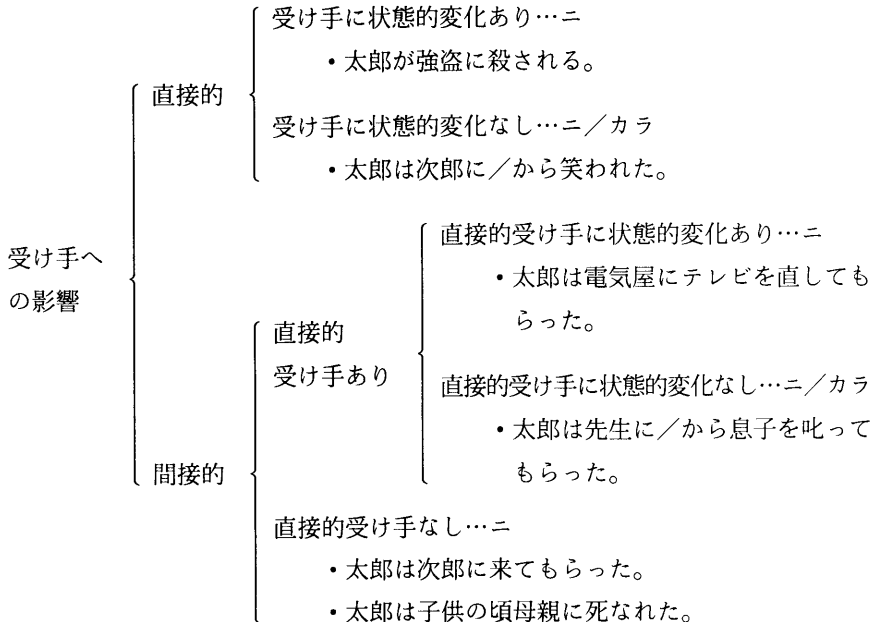 受け手に状態的変化あり…ニ
・太郎が強盗に殺される。
直接的
受け手に状態的変化なし…ニ／カラ
・太郎は次郎に／から笑われた。
受け手へ
の影響
直接的受け手に状態的変化あり…ニ
・太郎は電気屋にテレビを直しても
らった。
直接的
受け手あり
直接的受け手に状態的変化なし…ニ／カラ
・太郎は先生に／から息子を叱って
もらった。
間接的
直接的受け手なし…ニ
・太郎は次郎に来てもらった。
・太郎は子供の頃母親に死なれた。